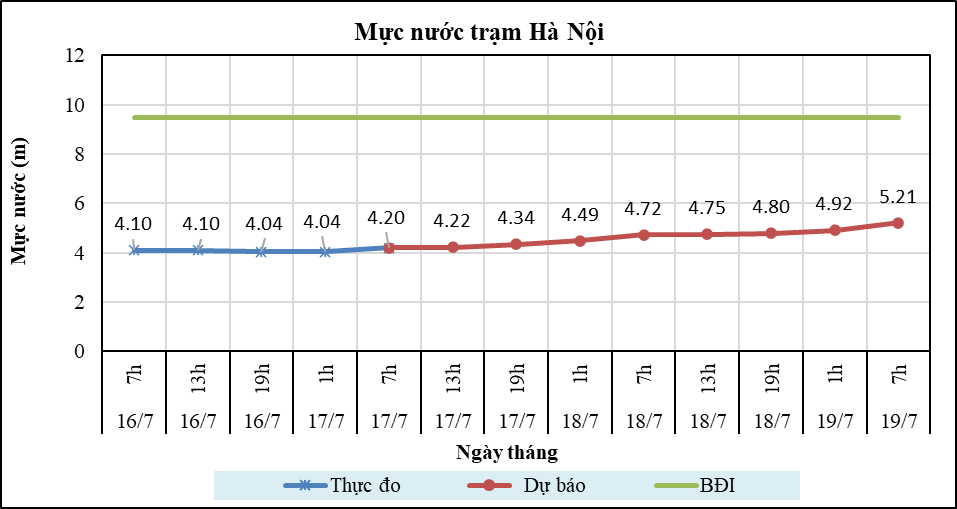 Mực nước trạm Hà Nội
Mực nước (m)
12
10
8
6
4
2
0
4.10 4.10 4.04 4.04 4.20 4.22 4.34 4.49 4.72 4.75 4.80 4.92 5.21
7h 13h 19h 1h 7h 13h 19h 1h 7h 13h 19h 1h 7h
16/7 16/7 16/7 17/7 17/7 17/7 17/7 18/7 18/7 18/7 18/7 19/7 19/7
Ngày tháng
Thực đo Dự báo BĐI